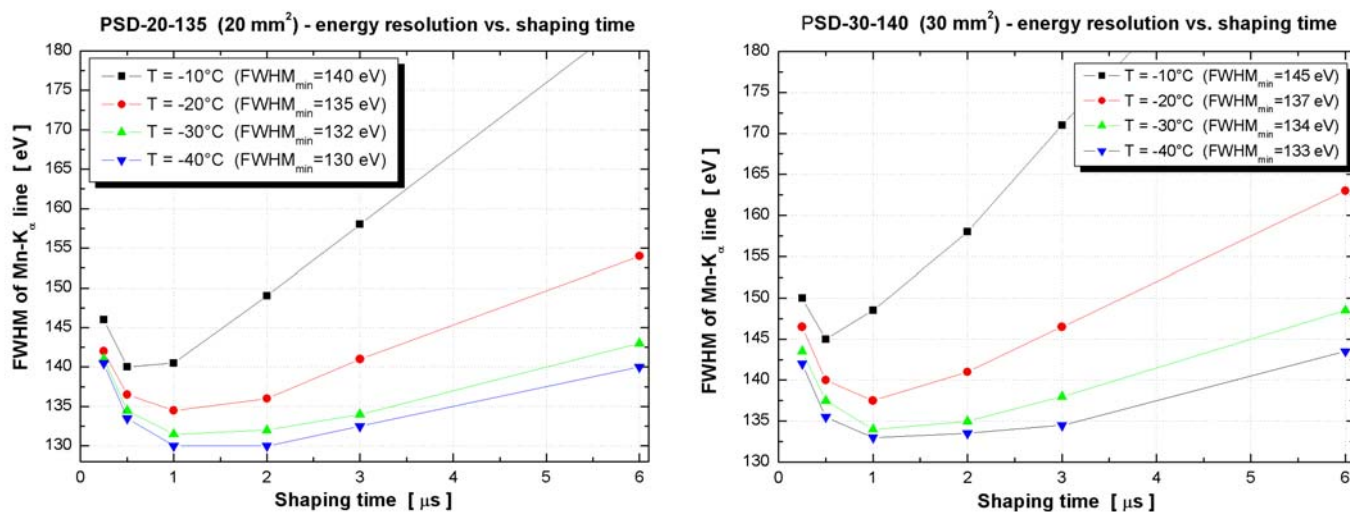 PSD-20-135 (20 mm²) - energy resolution vs. shaping time
180
175
170
165
160
155
150
145
140
135
130
FWHM of Mn-Kα line [ eV]
T = -10°C (FWHMmin=140 eV)
T = -20°C (FWHMmin=135 eV)
T = -30°C (FWHMmin=132 eV)
T = -40°C (FWHMmin=130 eV)
0 1 2 3 4 5 6
Shaping time [ μs]
PSD-30-140 (30 mm²) - energy resolution vs. shaping time
180
175
170
165
160
155
150
145
140
135
130
FWHM of Mn-Kα line [ eV]
T = -10°C (FWHMmin=145 eV)
T = -20°C (FWHMmin=137 eV)
T = -30°C (FWHMmin=134 eV)
T = -40°C (FWHMmin=133 eV)
0 1 2 3 4 5 6
Shaping time [ μs]